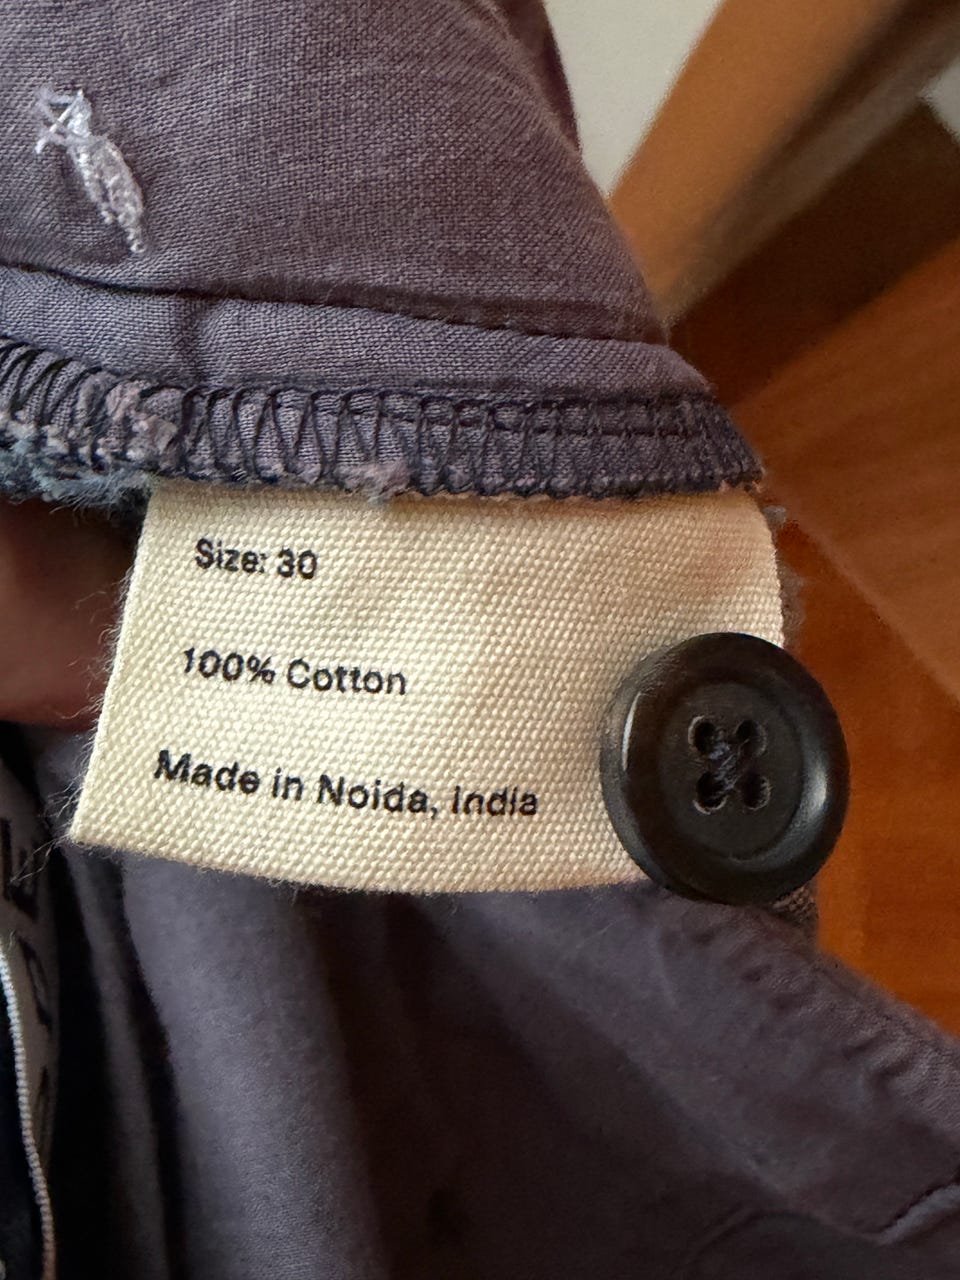 Size: 30
100% Cotton
Made in Noida, India